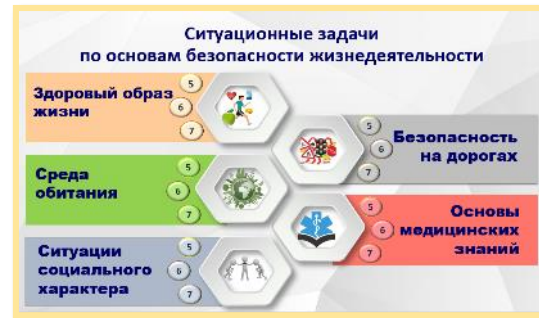 Ситуационные задачи
по основам безопасности жизнедеятельности
Здоровый образ
жизни
5
6
7
Безопасность
на дорогах
5
6
7
Среда
обитания
5
6
7
Основы
медицинских
знаний
5
6
7
Ситуации
социального
характера
5
6
7